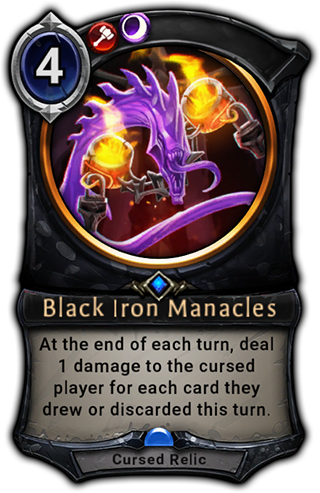 4
Black Iron Manacles
At the end of each turn, deal
1 damage to the cursed
player for each card they
drew or discarded this turn.
Cursed Relic